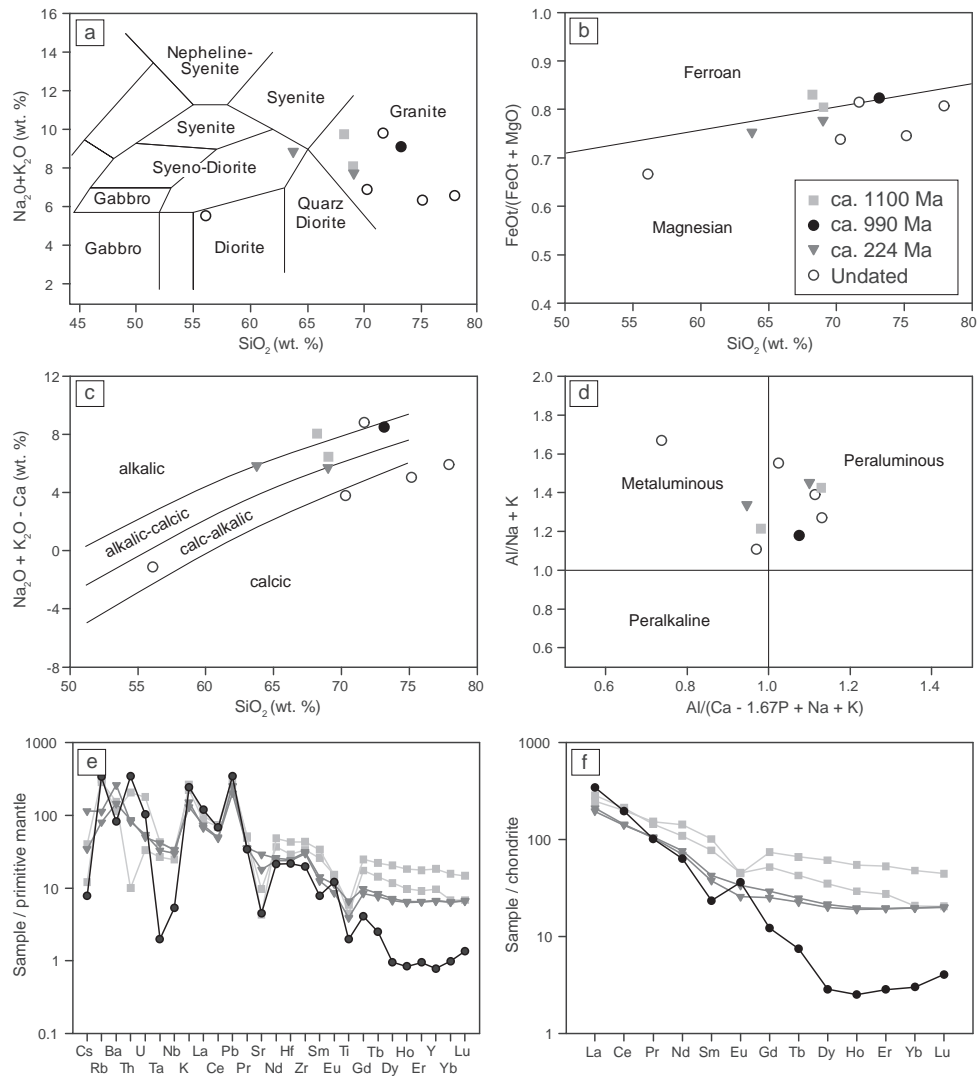 a
16
14
12
10
8
6
4
2
Na₂0+K₂O (wt. %)
Nepheline-
Syenite
Syenite
Granite
Syenite
Syeno-Diorite
Gabbro
Quarz
Diorite
Gabbro
Diorite
45 50 55 60 65 70 75 80
SiO₂ (wt. %)
b
1.0
0.9
0.8
0.7
0.6
0.5
0.4
FeOt/(FeOt + MgO)
Ferroan
Magnesian
ca. 1100 Ma
ca. 990 Ma
ca. 224 Ma
Undated
50 55 60 65 70 75 80
SiO₂ (wt. %)
c
12
8
4
0
-4
-8
Na₂O + K₂O - Ca (wt. %)
alkalic
alkalic-calcic
calc-alkalic
calcic
50 55 60 65 70 75 80
SiO₂ (wt. %)
d
2.0
1.8
1.6
1.4
1.2
1.0
0.8
0.6
Al/Na + K
Metaluminous
Peraluminous
Peralkaline
0.6 0.8 1.0 1.2 1.4
Al/(Ca - 1.67P + Na + K)
e
1000
100
10
1
0.1
Sample / primitive mantle
Cs Ba U Nb La Pb Sr Hf Sm Ti Tb Ho Y Lu
Rb Th Ta K Ce Pr Nd Zr Eu Gd Dy Er Yb
f
1000
100
10
1
Sample / chondrite
La Ce Pr Nd Sm Eu Gd Tb Dy Ho Er Yb Lu